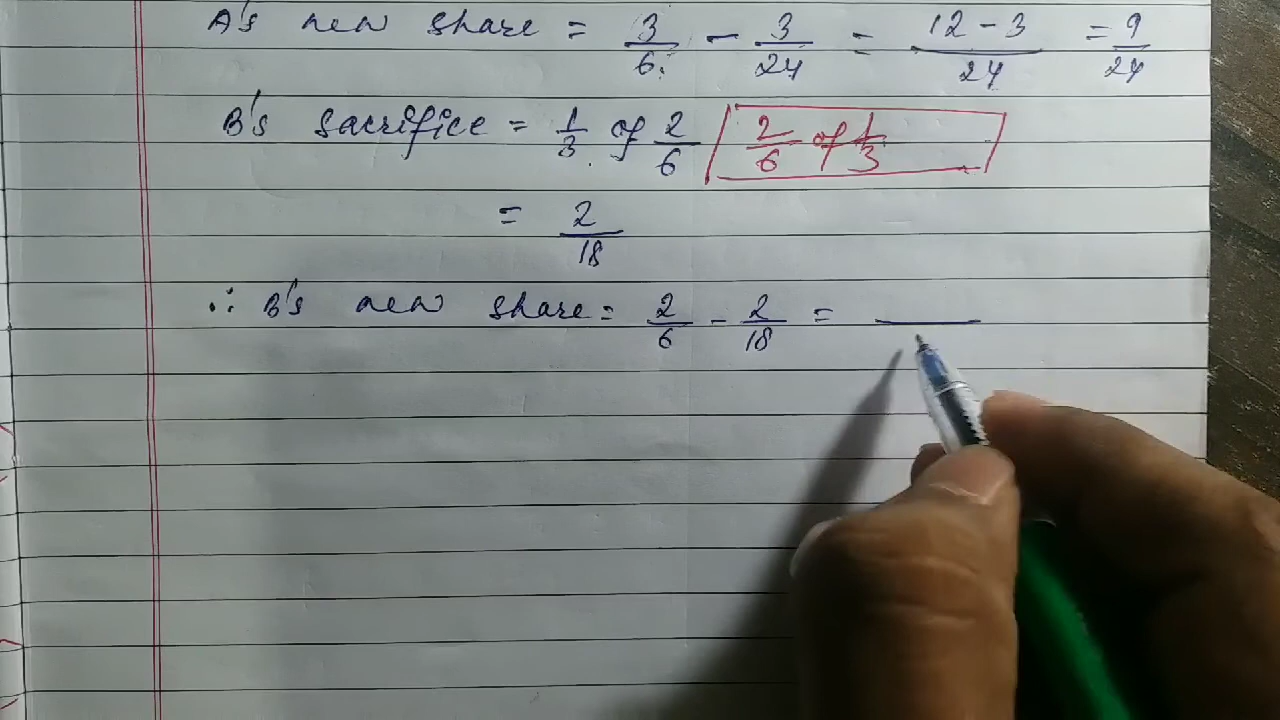 A's new share = 3/6 - 3/24 = 12-3/24 = 9/24
B's sacrifice = 1/3 of 2/6 / 2/6 of 1/3
= 2/18
∴ B's new share = 2/6 - 2/18 =